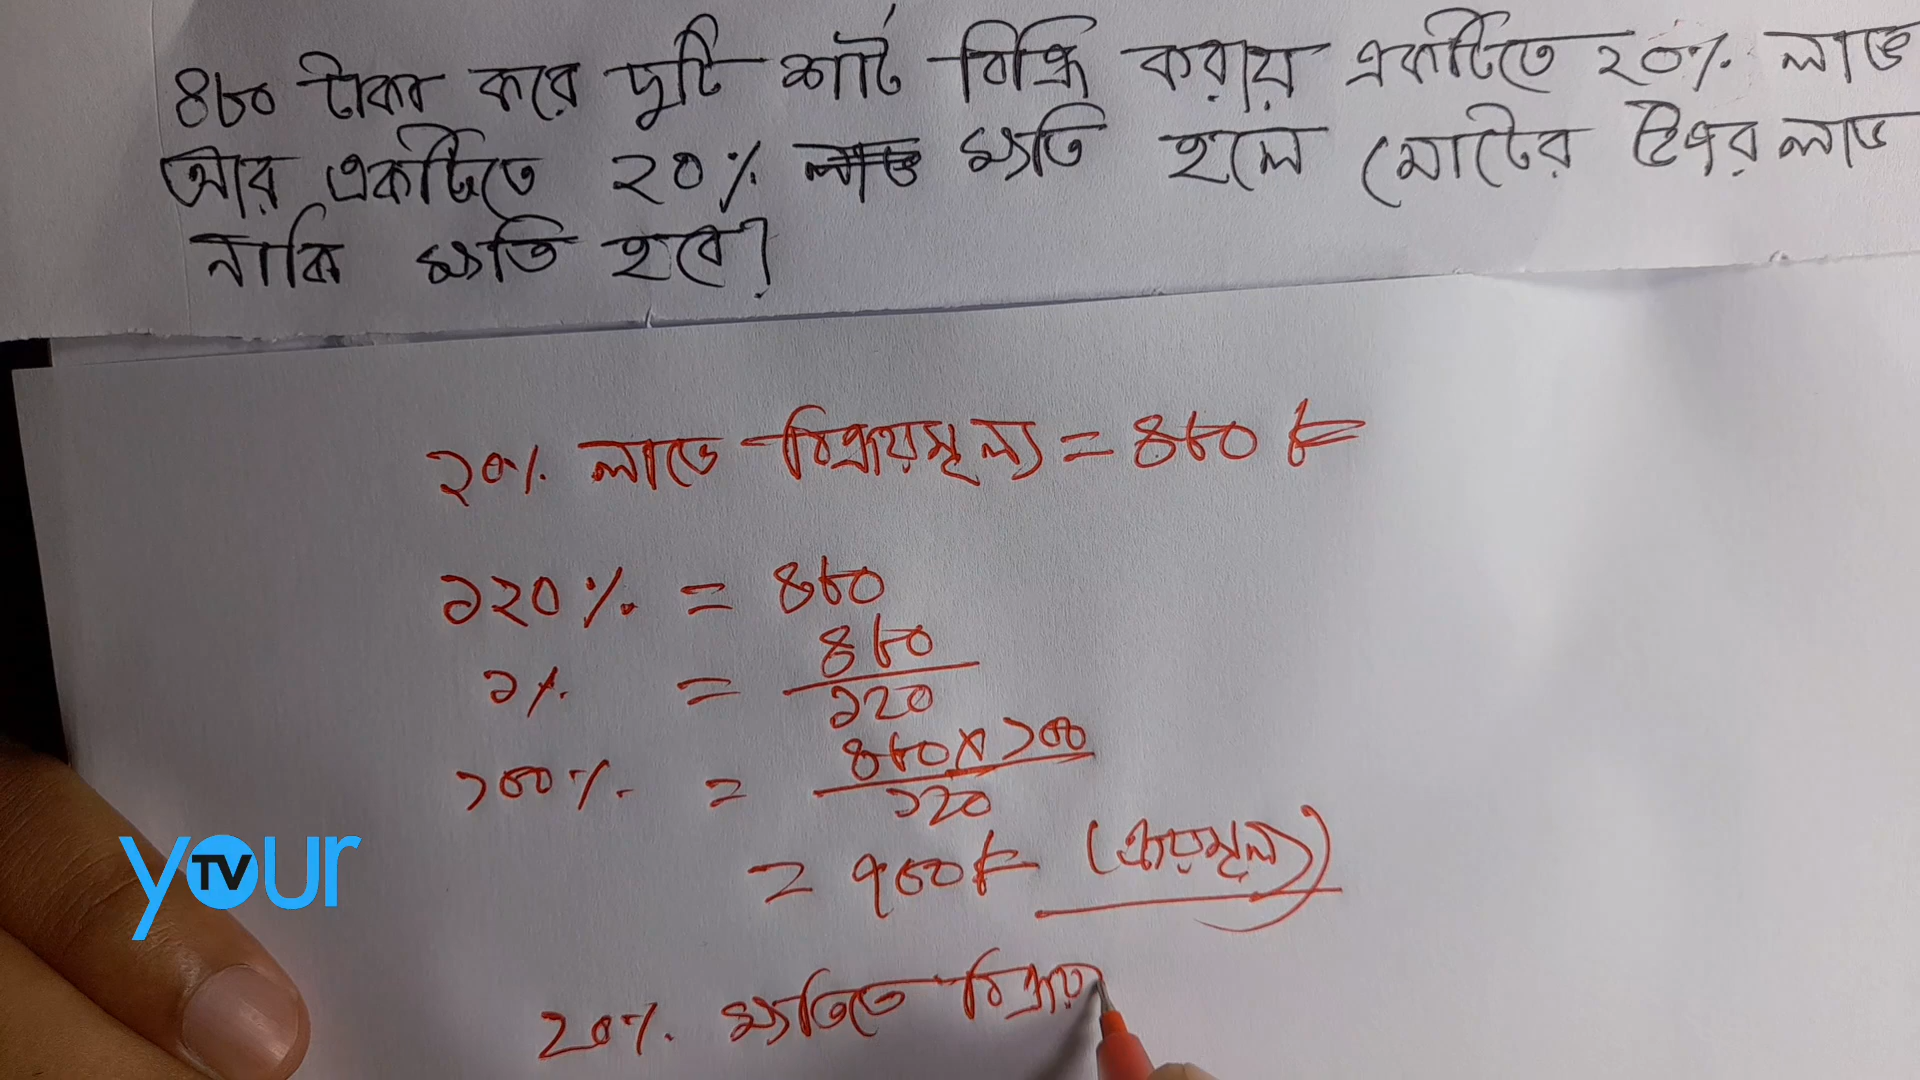 ৪৮০ টাকা করে দুটি শার্ট বিক্রি করায় একটিতে ২০% লাভ
আর একটিতে ২০% লাভ ক্ষতি হলে মোটের উপর লাভ
নাকি ক্ষতি হবে?
২০% লাভে বিক্রয়মূল্য = ৪৮০ ট
১২০% = ৪৮০
১% = ৪৮০
১২০
১০০% = ৪৮০×১০০
১২০
= ৪০০ট (ক্রয়মূল্য)
your TV
২০% ক্ষতিতে বিক্রয়